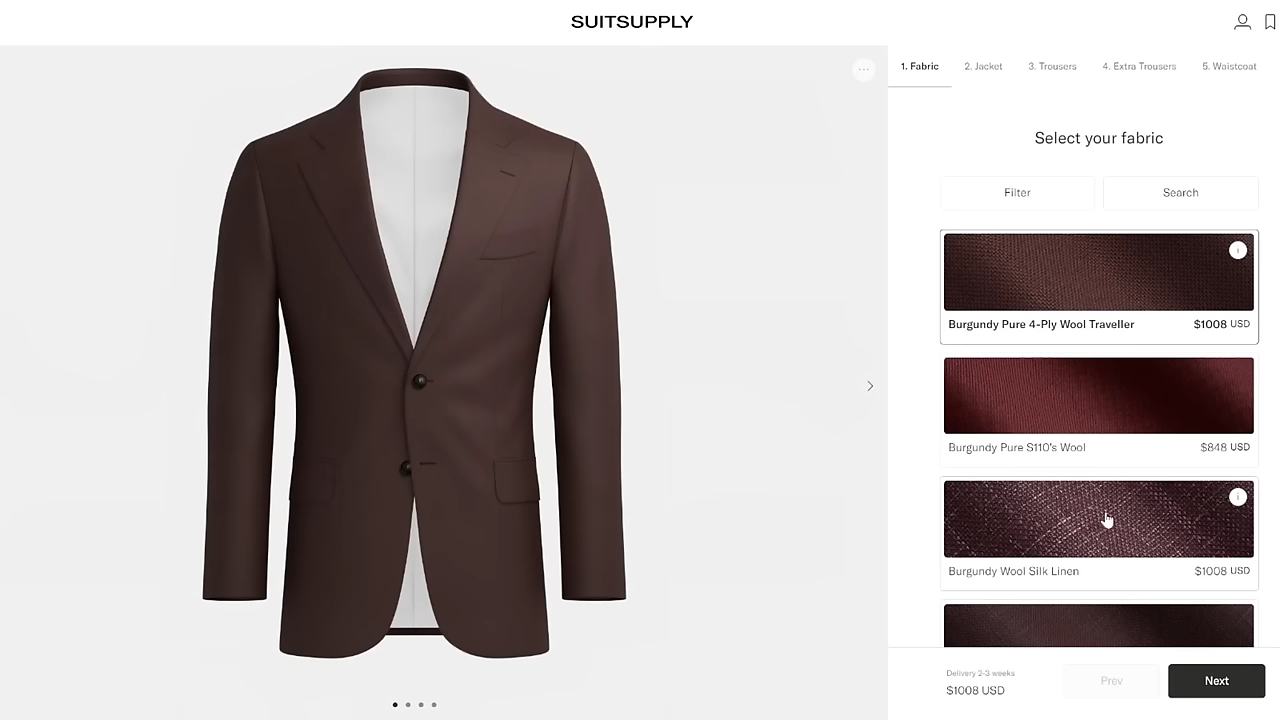 SUITSUPPLY
1. Fabric
2. Jacket
3. Trousers
4. Extra Trousers
5. Waistcoat
Select your fabric
Filter
Search
Burgundy Pure 4-Ply Wool Traveller
$1008 USD
Burgundy Pure S110's Wool
$848 USD
Burgundy Wool Silk Linen
$1008 USD
Delivery 2-3 weeks
$1008 USD
Prev
Next